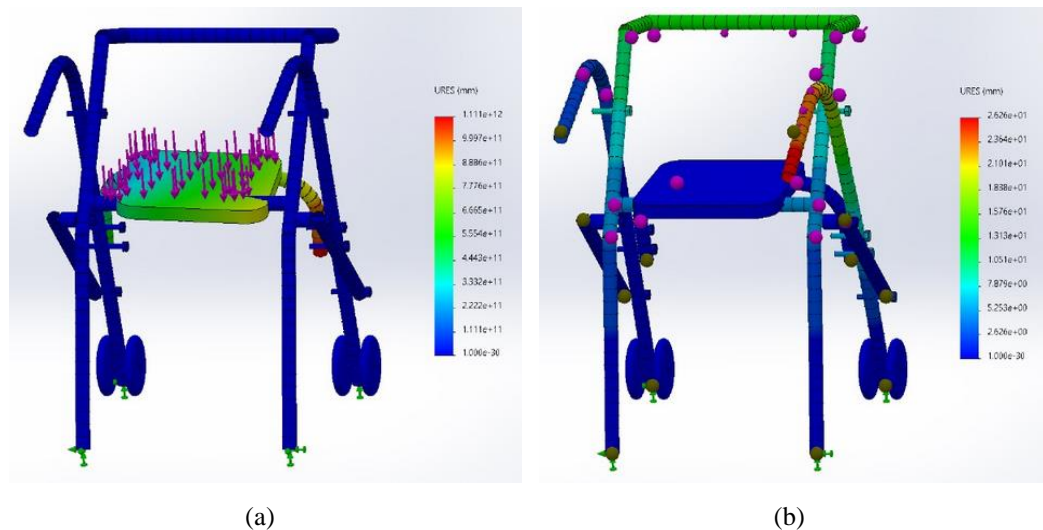 URES (mm)
1.111e+12
9.997e+11
8.886e+11
7.776e+11
6.665e+11
5.554e+11
4.443e+11
3.332e+11
2.222e+11
1.111e+11
1.000e-30
URES (mm)
2.626e+01
2.364e+01
2.101e+01
1.838e+01
1.576e+01
1.313e+01
1.051e+01
7.879e+00
5.253e+00
2.626e+00
1.000e-30
(a)
(b)